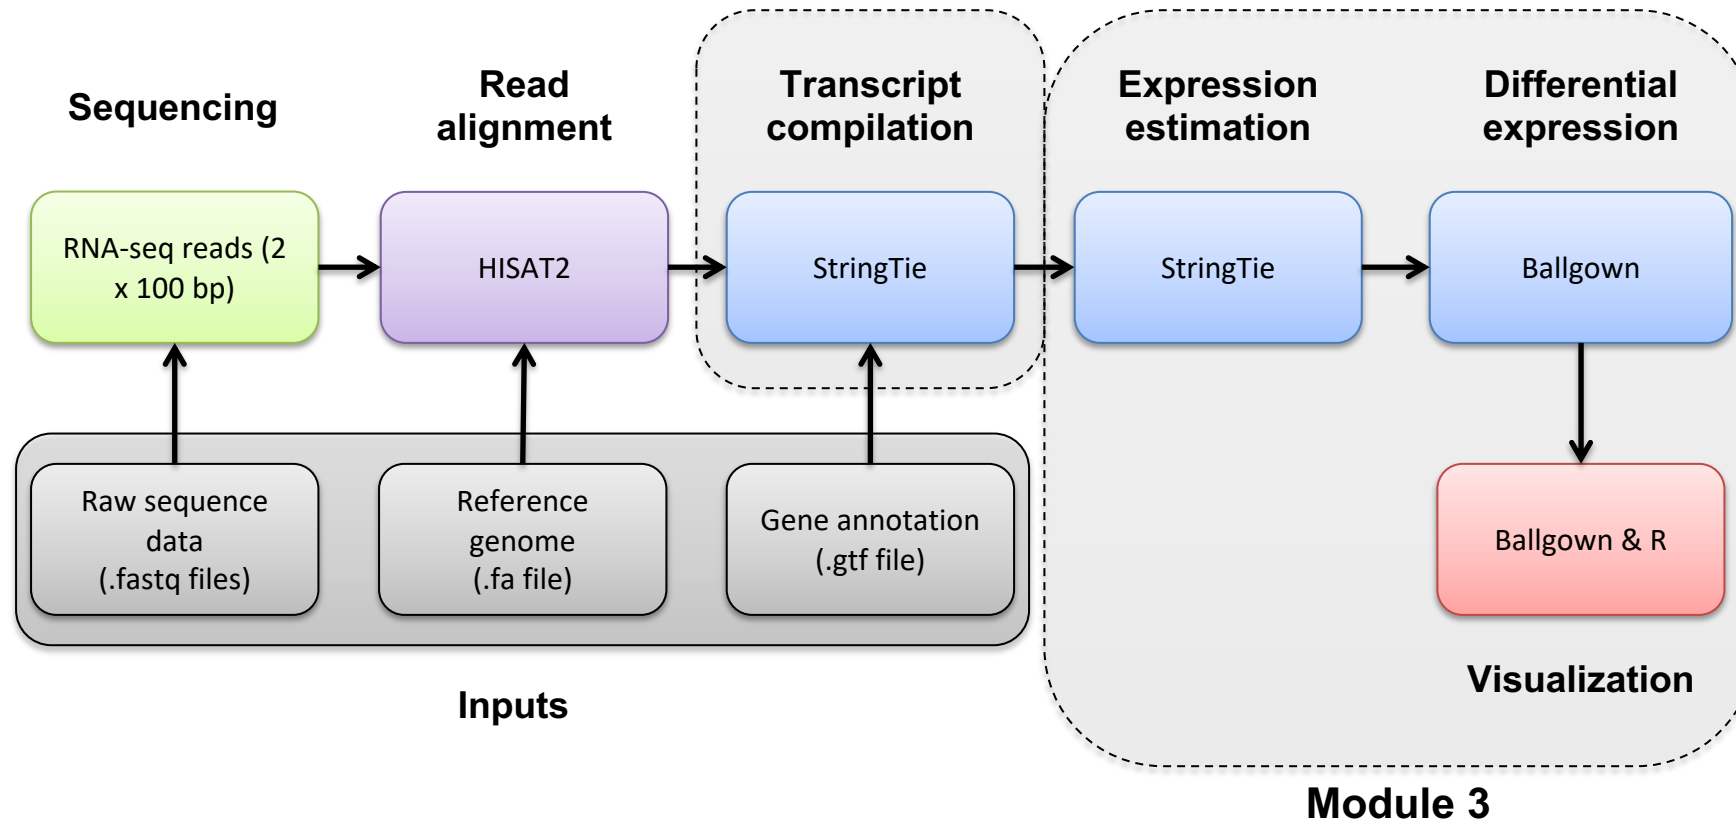 Sequencing
Read
alignment
Transcript
compilation
Expression
estimation
Differential
expression
RNA-seq reads (2
x 100 bp)
HISAT2
StringTie
StringTie
Ballgown
Raw sequence
data
(.fastq files)
Reference
genome
(.fa file)
Gene annotation
(.gtf file)
Ballgown & R
Inputs
Visualization
Module 3